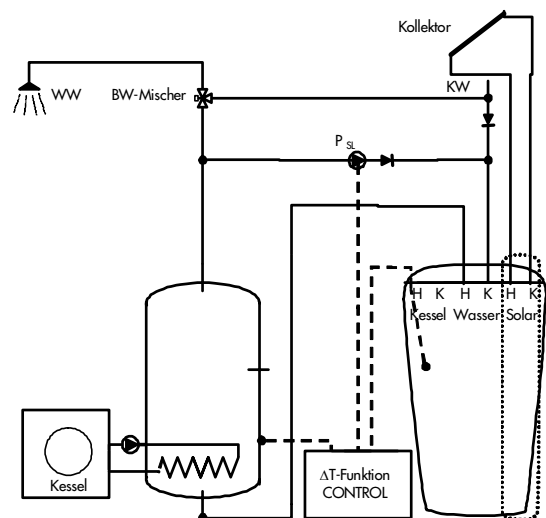 Kollektor
WW
BW-Mischer
KW
P SL
H K H K H K
Kessel Wasser Solar
Kessel
ΔT-Funktion
CONTROL